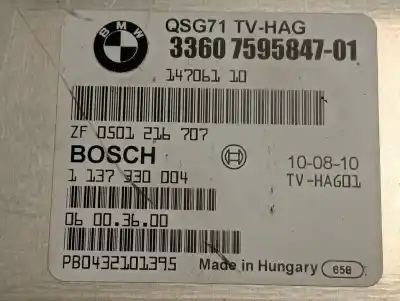 BMW
QSG71 TV-HAG
3360 7595847-01
147061 10
ZF 0501 216 707
BOSCH
10-08-10
1 137 330 004
TV-HAG01
06 00.36.00
PB0432101395
Made in Hungary 658